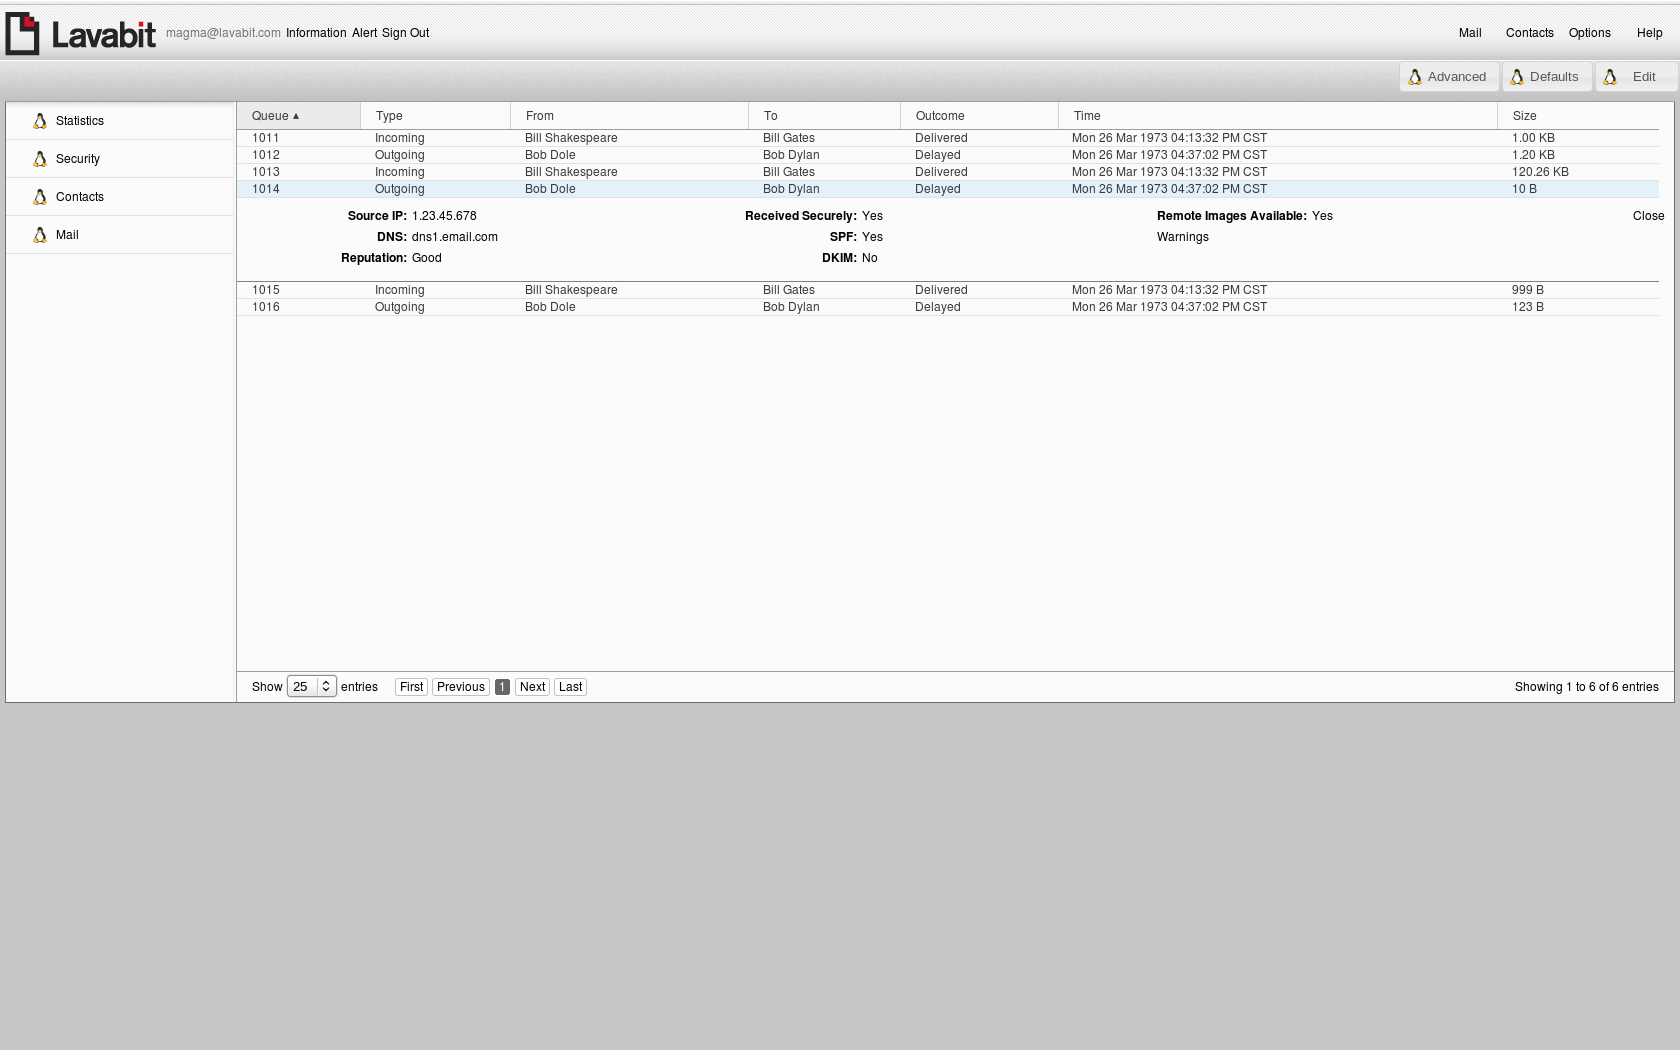 Lavabit magma@lavabit.com Information Alert Sign Out Mail Contacts Options Help
Advanced Defaults Edit
Statistics
Security
Contacts
Mail
Queue ▲ Type From To Outcome Time Size
1011 Incoming Bill Shakespeare Bill Gates Delivered Mon 26 Mar 1973 04:13:32 PM CST 1.00 KB
1012 Outgoing Bob Dole Bob Dylan Delayed Mon 26 Mar 1973 04:37:02 PM CST 1.20 KB
1013 Incoming Bill Shakespeare Bill Gates Delivered Mon 26 Mar 1973 04:13:32 PM CST 120.26 KB
1014 Outgoing Bob Dole Bob Dylan Delayed Mon 26 Mar 1973 04:37:02 PM CST 10 B
Source IP: 1.23.45.678 Received Securely: Yes Remote Images Available: Yes Close
DNS: dns1.email.com SPF: Yes Warnings
Reputation: Good DKIM: No
1015 Incoming Bill Shakespeare Bill Gates Delivered Mon 26 Mar 1973 04:13:32 PM CST 999 B
1016 Outgoing Bob Dole Bob Dylan Delayed Mon 26 Mar 1973 04:37:02 PM CST 123 B
Show 25 entries First Previous 1 Next Last Showing 1 to 6 of 6 entries